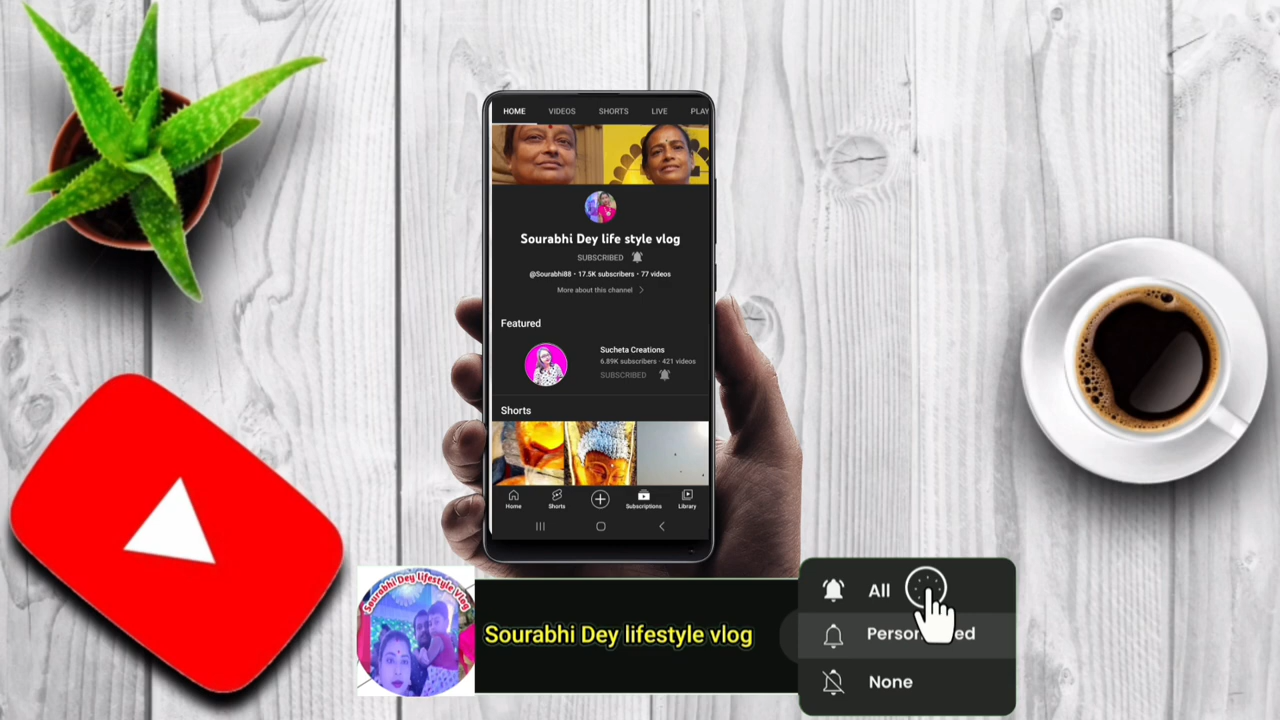 HOME VIDEOS SHORTS LIVE PLAY
Sourabhi Dey life style vlog
SUBSCRIBED
@Sourabhi88 • 17.5K subscribers • 77 videos
More about this channel >
Featured
Sucheta Creations
6.89K subscribers · 421 videos
SUBSCRIBED
Shorts
Home Shorts Subscriptions Library
Sourabhi Dey lifestyle Vlog
Sourabhi Dey lifestyle vlog
All
None